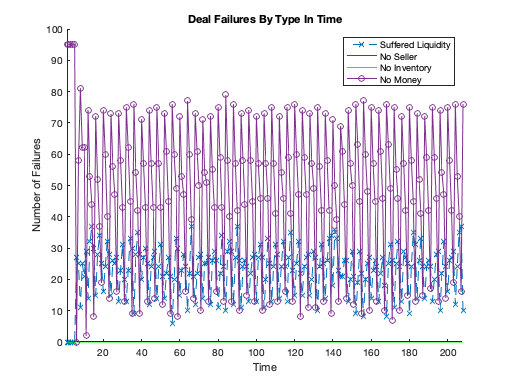 Deal Failures By Type In Time
Suffered Liquidity
No Seller
No Inventory
No Money
Number of Failures
100
90
80
70
60
50
40
30
20
10
0
20 40 60 80 100 120 140 160 180 200
Time